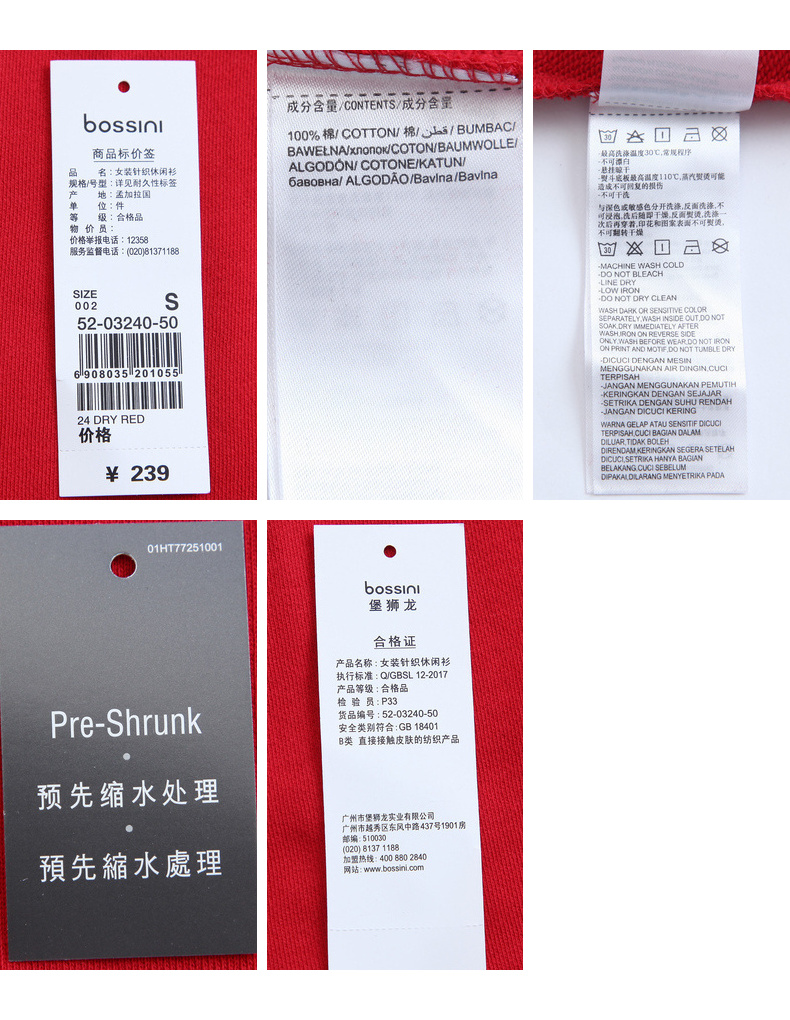 bossini
商品标价签
品　　名：女装针织休闲衫
规格/号型：详见耐久性标签
产　　地：孟加拉国
单　　位：件
等　　级：合格品
物 价 员：
价格举报电话：12358
服务监督电话：(020)81371188
SIZE
002
S
52-03240-50
6 908035 201055
24 DRY RED
价格
¥ 239
成分含量/CONTENTS/成分含量
100% 棉/ COTTON/ 棉/ قطن / BUMBAC/
BAWEŁNA/хлопок/COTON/BAUMWOLLE/
ALGODÓN/ COTONE/KATUN/
бавовна/ ALGODÃO/Bavlna/Bavlna
30
-最高洗涤温度30℃,常规程序
-不可漂白
-悬挂晾干
-熨斗底板最高温度110℃,蒸汽熨烫可能
造成不可回复的损伤
-不可干洗
与深色或敏感色分开洗涤,反面洗涤,不
可浸泡,洗后随即干燥,反面熨烫,洗涤一
次后再穿着,印花和图案表面不可熨烫,
不可翻转干燥
30
-MACHINE WASH COLD
-DO NOT BLEACH
-LINE DRY
-LOW IRON
-DO NOT DRY CLEAN
WASH DARK OR SENSITIVE COLOR
SEPARATELY,WASH INSIDE OUT,DO NOT
SOAK,DRY IMMEDIATELY AFTER
WASH,IRON ON REVERSE SIDE
ONLY,WASH BEFORE WEAR,DO NOT IRON
ON PRINT AND MOTIF,DO NOT TUMBLE DRY
-DICUCI DENGAN MESIN
MENGGUNAKAN AIR DINGIN,CUCI
TERPISAH
-JANGAN MENGGUNAKAN PEMUTIH
-KERINGKAN DENGAN SEJAJAR
-SETRIKA DENGAN SUHU RENDAH
-JANGAN DICUCI KERING
WARNA GELAP ATAU SENSITIF DICUCI
TERPISAH,CUCI BAGIAN DALAM
DILUAR,TIDAK BOLEH
DIRENDAM,KERINGKAN SEGERA SETELAH
DICUCI,SETRIKA HANYA BAGIAN
BELAKANG,CUCI SEBELUM
DIPAKAI,DILARANG MENYETRIKA PADA
01HT77251001
Pre-Shrunk
预先缩水处理
預先縮水處理
bossini
堡狮龙
合格证
产品名称：女装针织休闲衫
执行标准：Q/GBSL 12-2017
产品等级：合格品
检 验 员：P33
货品编号：52-03240-50
安全类别符合：GB 18401
B类 直接接触皮肤的纺织产品
广州市堡狮龙实业有限公司
广州市越秀区东风中路437号1901房
邮编：510030
(020) 8137 1188
加盟热线：400 880 2840
网站：www.bossini.com